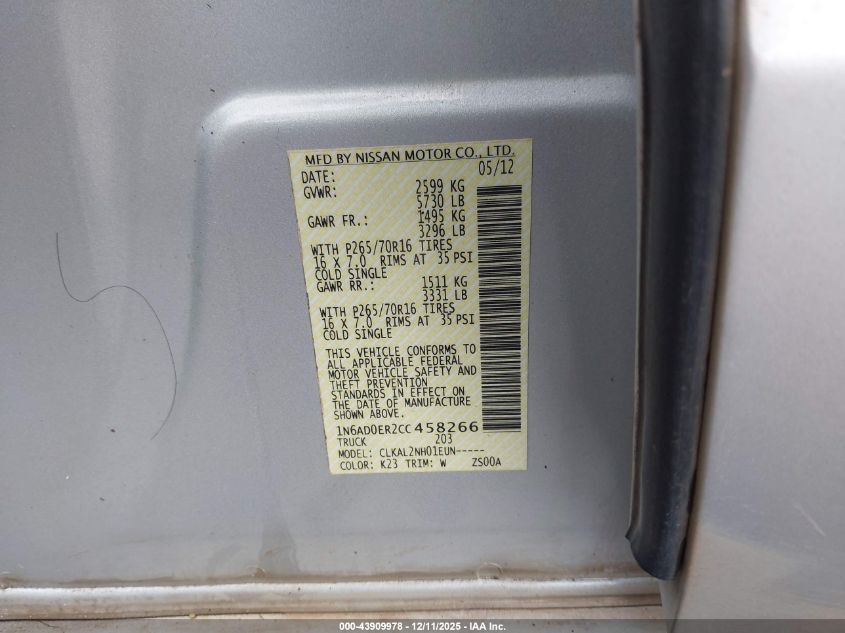 MFD BY NISSAN MOTOR CO., LTD.
DATE: 05/12
GVWR: 2599 KG
5730 LB
GAWR FR.: 1495 KG
3296 LB
WITH P265/70R16 TIRES
16 X 7.0 RIMS AT 35 PSI
COLD SINGLE
GAWR RR.: 1511 KG
3331 LB
WITH P265/70R16 TIRES
16 X 7.0 RIMS AT 35 PSI
COLD SINGLE
THIS VEHICLE CONFORMS TO
ALL APPLICABLE FEDERAL
MOTOR VEHICLE SAFETY AND
THEFT PREVENTION
STANDARDS IN EFFECT ON
THE DATE OF MANUFACTURE
SHOWN ABOVE.
1N6AD0ER2CC458266
TRUCK 203
MODEL: CLKAL2NH01EUN-----
COLOR: K23 TRIM: W ZS00A
000-43909978 - 12/11/2025 - IAA Inc.